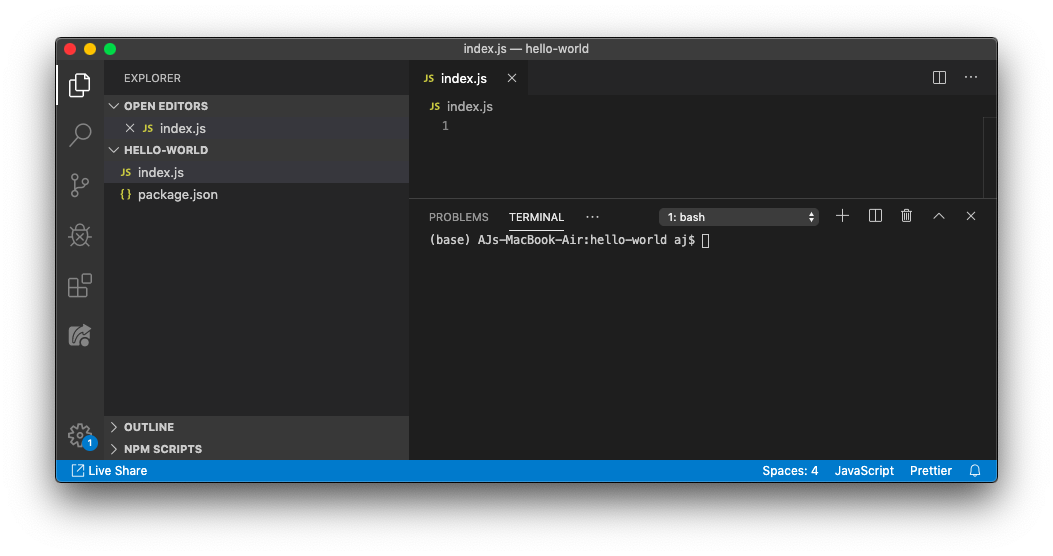 index.js — hello-world
EXPLORER
OPEN EDITORS
JS index.js
HELLO-WORLD
JS index.js
{ } package.json
OUTLINE
NPM SCRIPTS
JS index.js
JS index.js
1
PROBLEMS TERMINAL ··· 1: bash
(base) AJs-MacBook-Air:hello-world aj$
1
Live Share Spaces: 4 JavaScript Prettier